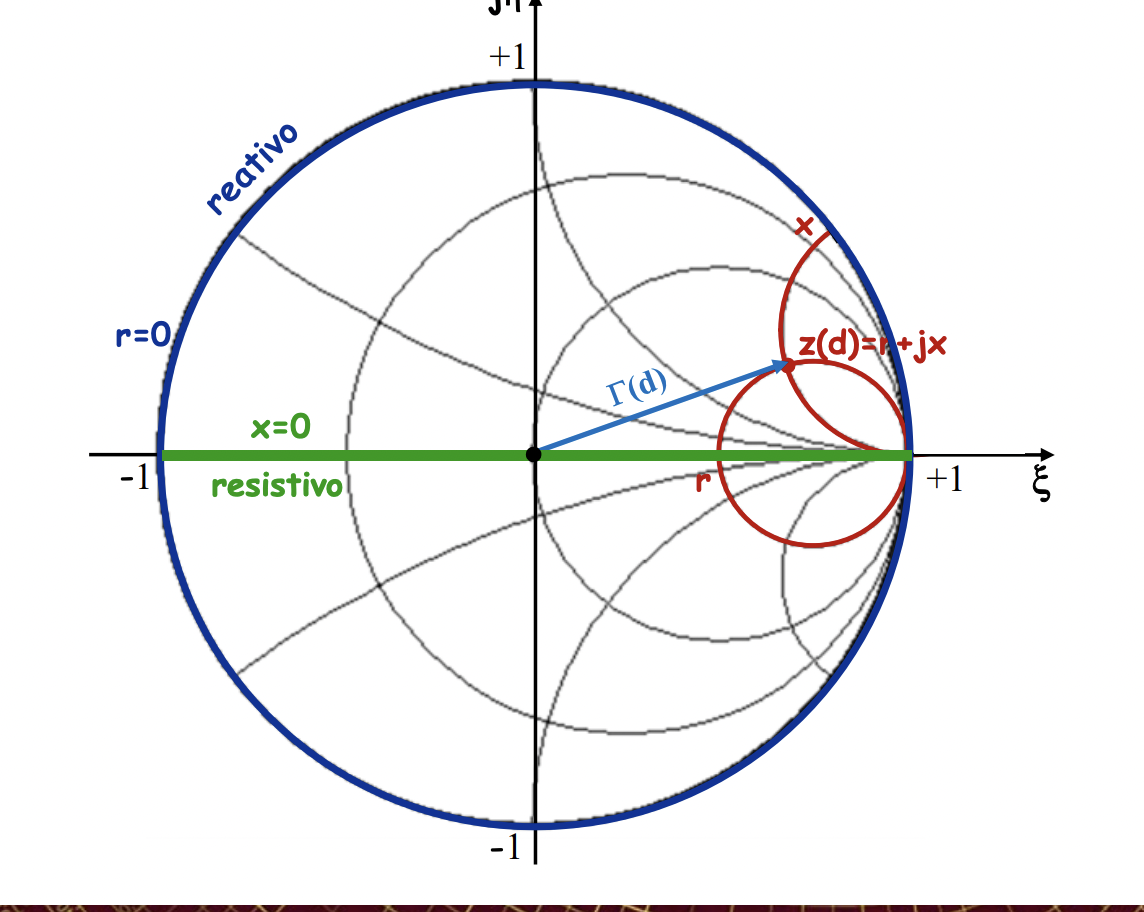 jη
+1
reativo
x
r=0
z(d)=r+jx
Γ(d)
x=0
-1
resistivo
r
+1
ξ
-1